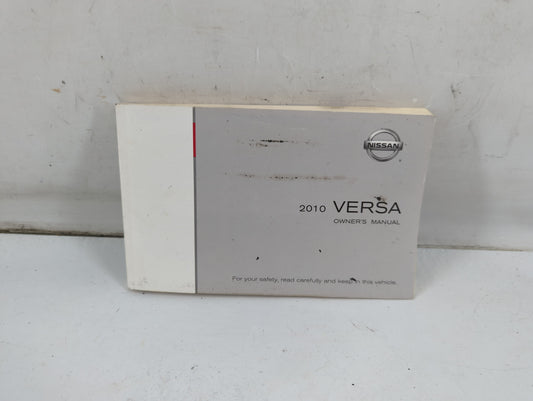 NISSAN
2010 VERSA
OWNER'S MANUAL
For your safety, read carefully and keep in this vehicle.